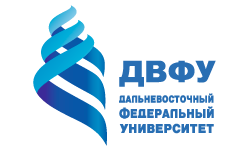 ДВФУ
ДАЛЬНЕВОСТОЧНЫЙ
ФЕДЕРАЛЬНЫЙ
УНИВЕРСИТЕТ